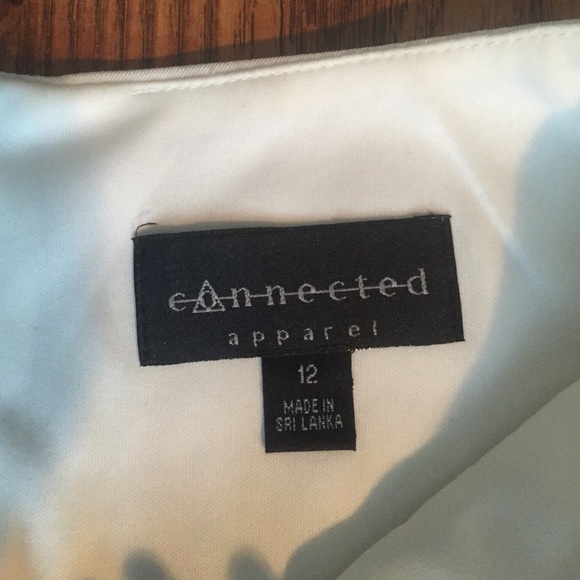 connected
apparel
12
MADE IN
SRI LANKA